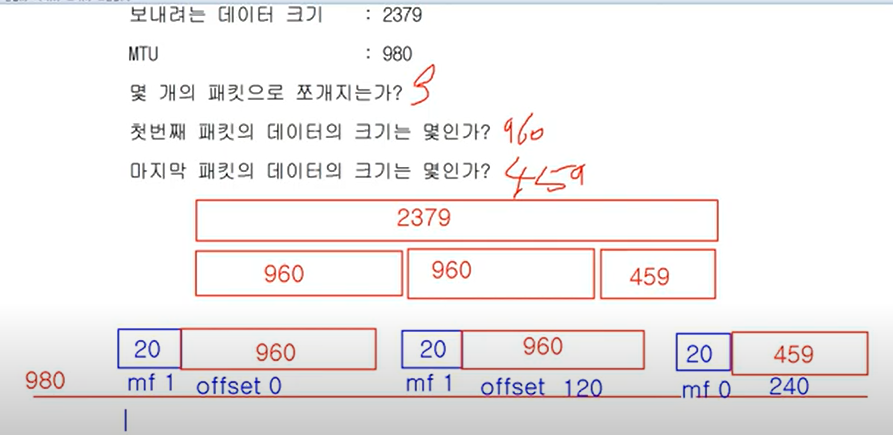 보내려는 데이터 크기 : 2379
MTU : 980
몇 개의 패킷으로 쪼개지는가? 3
첫번째 패킷의 데이터의 크기는 몇인가? 960
마지막 패킷의 데이터의 크기는 몇인가? 459
2379
960 960 459
20 960 20 960 20 459
980 mf 1 offset 0 mf 1 offset 120 mf 0 240